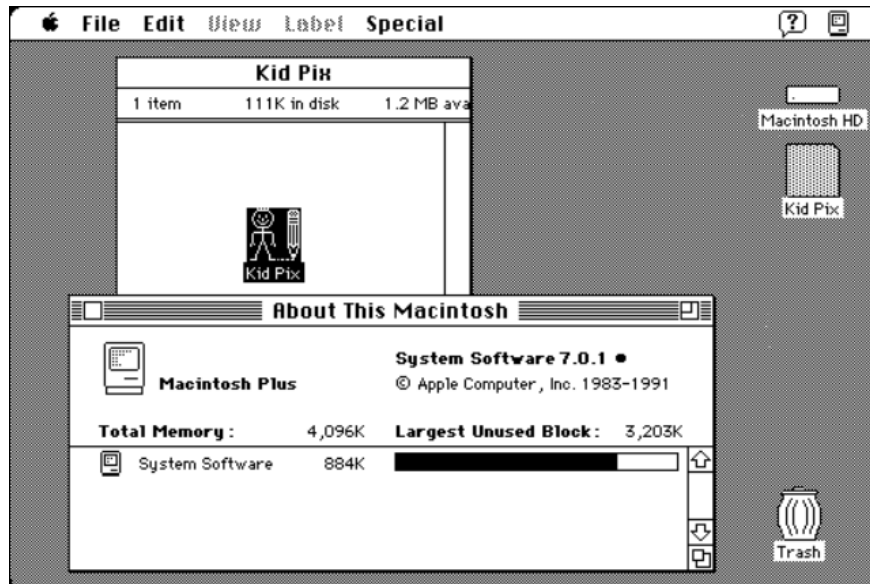 File Edit View Label Special
Kid Pix
1 item 111K in disk 1.2 MB ava
Macintosh HD
Kid Pix
Kid Pix
About This Macintosh
System Software 7.0.1 •
Macintosh Plus
© Apple Computer, Inc. 1983-1991
Total Memory : 4,096K Largest Unused Block : 3,203K
System Software 884K
Trash